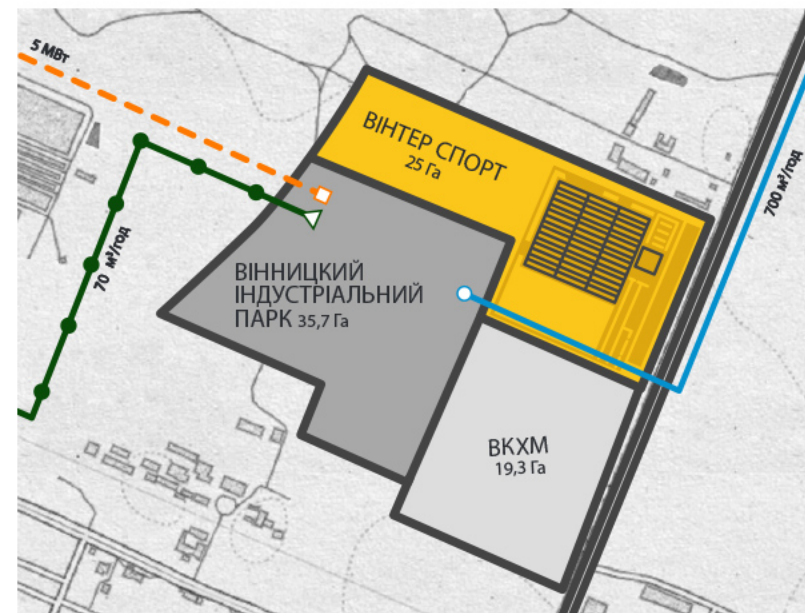 5 МВт
ВІНТЕР СПОРТ
25 Га
700 м³/год
70 м³/год
ВІННИЦКИЙ
ІНДУСТРІАЛЬНИЙ
ПАРК 35,7 Га
ВКХМ
19,3 Га